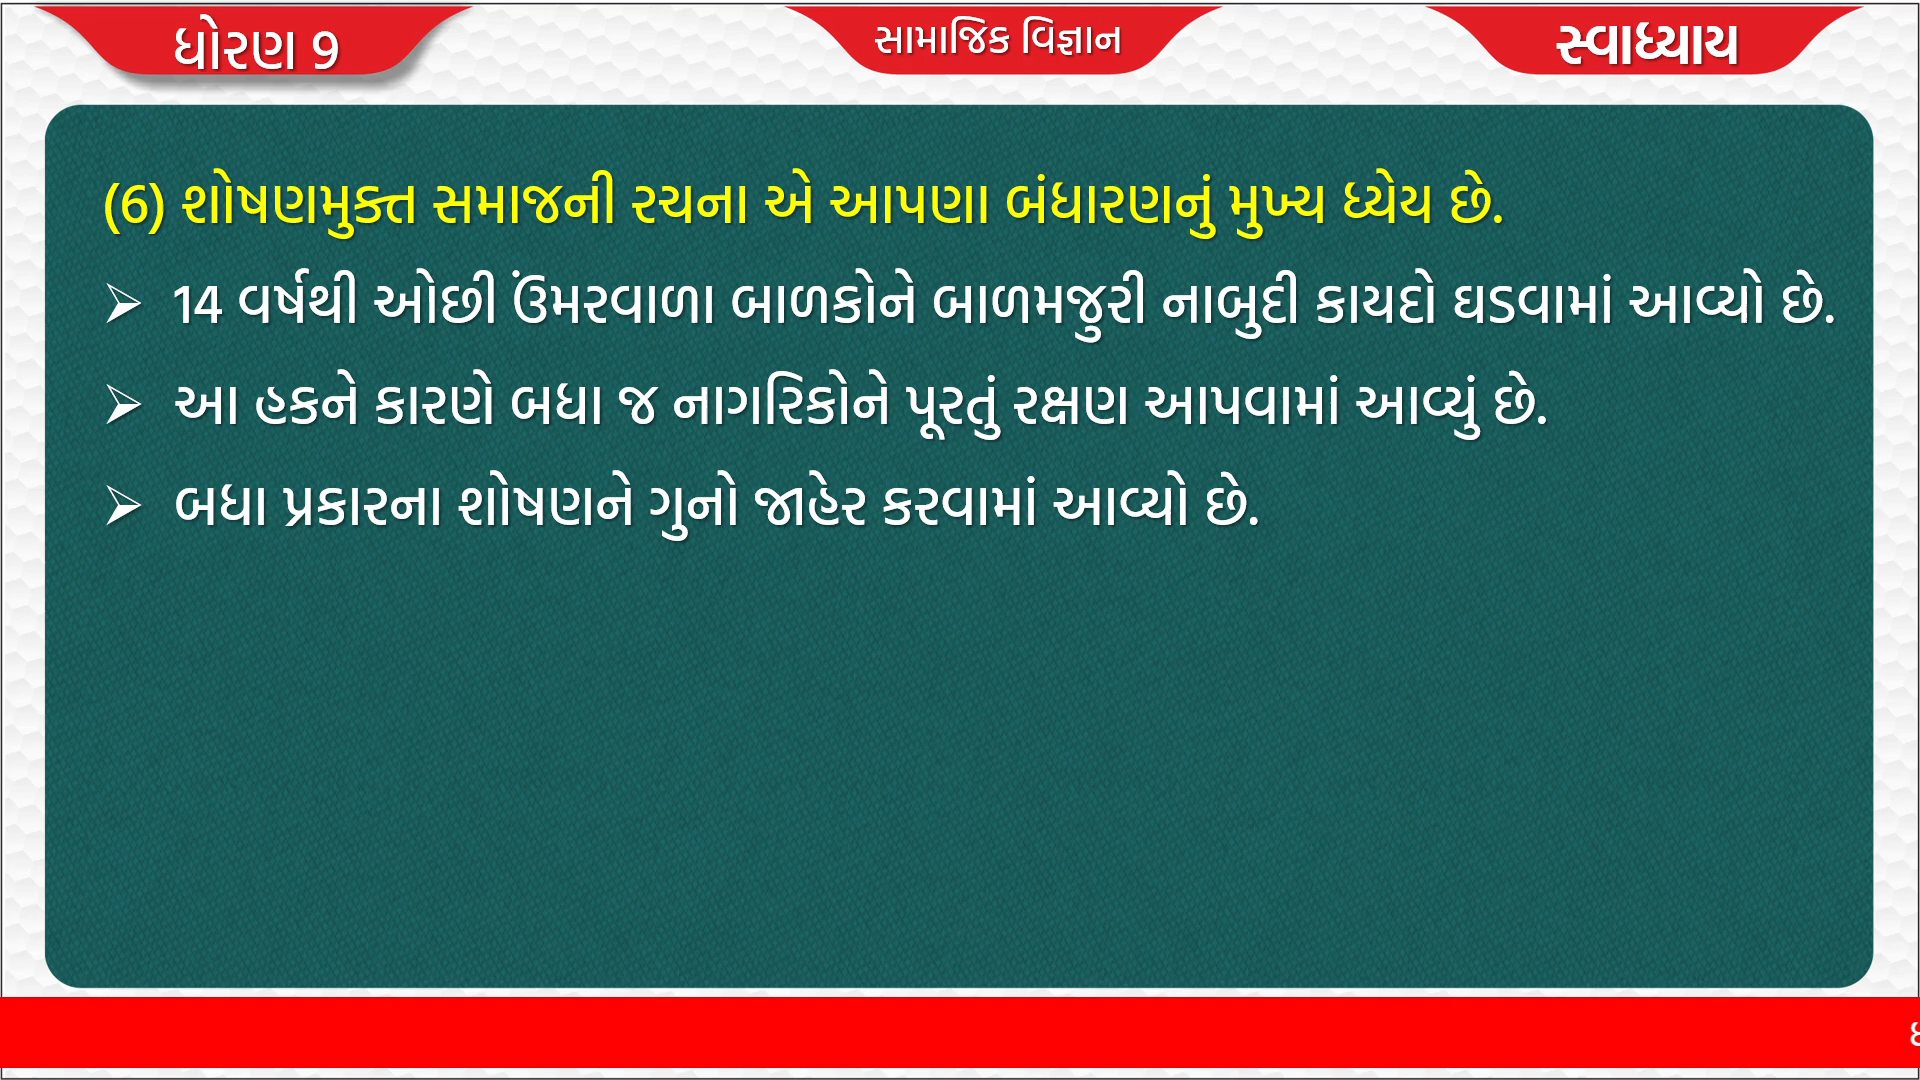 ધોરણ 9
સામાજિક વિજ્ઞાન
સ્વાધ્યાય
(6) શોષણમુક્ત સમાજની રચના એ આપણા બંધારણનું મુખ્ય ધ્યેય છે.
➢ 14 વર્ષથી ઓછી ઉંમરવાળા બાળકોને બાળમજુરી નાબુદી કાયદો ઘડવામાં આવ્યો છે.
➢ આ હકને કારણે બધા જ નાગરિકોને પૂરતું રક્ષણ આપવામાં આવ્યું છે.
➢ બધા પ્રકારના શોષણને ગુનો જાહેર કરવામાં આવ્યો છે.